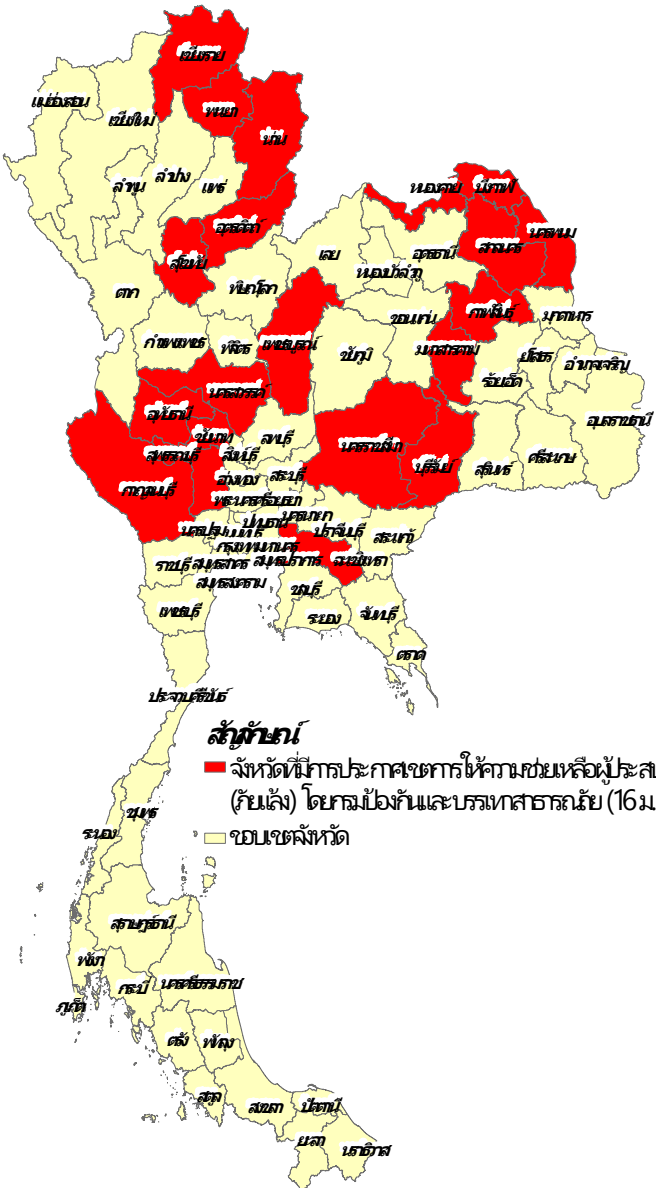 เชียงราย
แม่ฮ่องสอน
เชียงใหม่
พะเยา
น่าน
ลำปาง
ลำพูน
แพร่
หนองคาย
บึงกาฬ
อุตรดิตถ์
นครพนม
สกลนคร
สุโขทัย
เลย
อุดรธานี
หนองบัวลำภู
ตาก
พิษณุโลก
กาฬสินธุ์
มุกดาหาร
ขอนแก่น
กำแพงเพชร
พิจิตร
เพชรบูรณ์
ชัยภูมิ
มหาสารคาม
ยโสธร
อำนาจเจริญ
ร้อยเอ็ด
นครสวรรค์
อุทัยธานี
อุบลราชธานี
ชัยนาท
ลพบุรี
นครราชสีมา
สุพรรณบุรี
สิงห์บุรี
บุรีรัมย์
สุรินทร์
ศรีสะเกษ
กาญจนบุรี
อ่างทอง
สระบุรี
พระนครศรีอยุธยา
นครนายก
นครปฐม
ปทุมธานี
ปราจีนบุรี
สระแก้ว
นนทบุรี
กรุงเทพมหานคร
ราชบุรี
สมุทรสาคร
สมุทรปราการ
ฉะเชิงเทรา
สมุทรสงคราม
ชลบุรี
เพชรบุรี
ระยอง
จันทบุรี
ตราด
ประจวบคีรีขันธ์
สัญลักษณ์
จังหวัดที่มีการประกาศเขตการให้ความช่วยเหลือผู้ประส
(ภัยแล้ง) โดยกรมป้องกันและบรรเทาสาธารณภัย (16 ม.
ขอบเขตจังหวัด
ชุมพร
ระนอง
สุราษฎร์ธานี
พังงา
กระบี่
นครศรีธรรมราช
ภูเก็ต
ตรัง
พัทลุง
สตูล
สงขลา
ปัตตานี
ยะลา
นราธิวาส